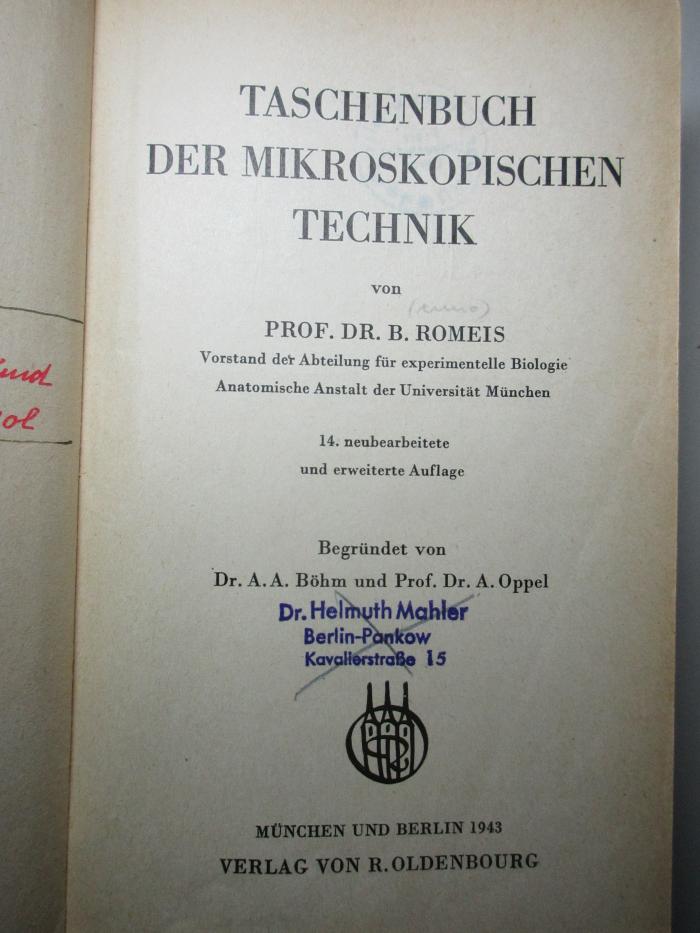 TASCHENBUCH
DER MIKROSKOPISCHEN
TECHNIK
von
PROF. DR. B. ROMEIS
Vorstand der Abteilung für experimentelle Biologie
Anatomische Anstalt der Universität München
14. neubearbeitete
und erweiterte Auflage
Begründet von
Dr. A. A. Böhm und Prof. Dr. A. Oppel
Dr. Helmuth Mahler
Berlin-Pankow
Kavalierstraße 15
MÜNCHEN UND BERLIN 1943
VERLAG VON R. OLDENBOURG